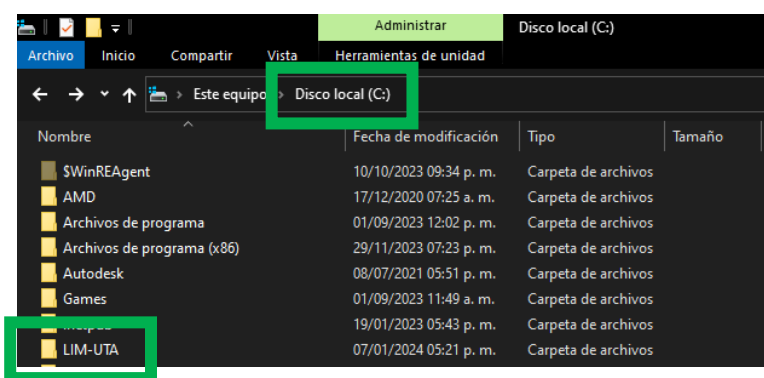 Administrar Disco local (C:)
Archivo Inicio Compartir Vista Herramientas de unidad
Este equipo > Disco local (C:)
Nombre Fecha de modificación Tipo Tamaño
$WinREAgent 10/10/2023 09:34 p. m. Carpeta de archivos
AMD 17/12/2020 07:25 a. m. Carpeta de archivos
Archivos de programa 01/09/2023 12:02 p. m. Carpeta de archivos
Archivos de programa (x86) 29/11/2023 07:23 p. m. Carpeta de archivos
Autodesk 08/07/2021 05:51 p. m. Carpeta de archivos
Games 01/09/2023 11:49 a. m. Carpeta de archivos
19/01/2023 05:43 p. m. Carpeta de archivos
LIM-UTA 07/01/2024 05:21 p. m. Carpeta de archivos